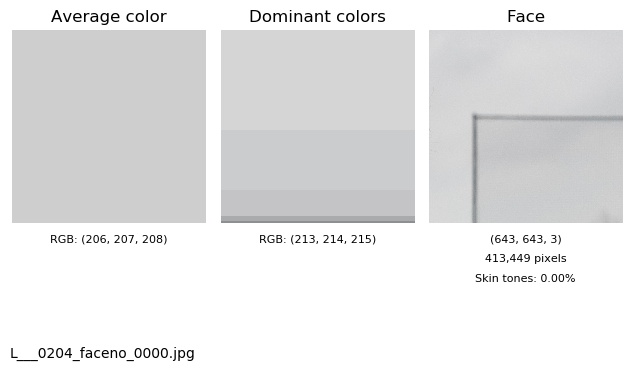 Average color
Dominant colors
Face
RGB: (206, 207, 208)
RGB: (213, 214, 215)
(643, 643, 3)
413,449 pixels
Skin tones: 0.00%
L___0204_faceno_0000.jpg